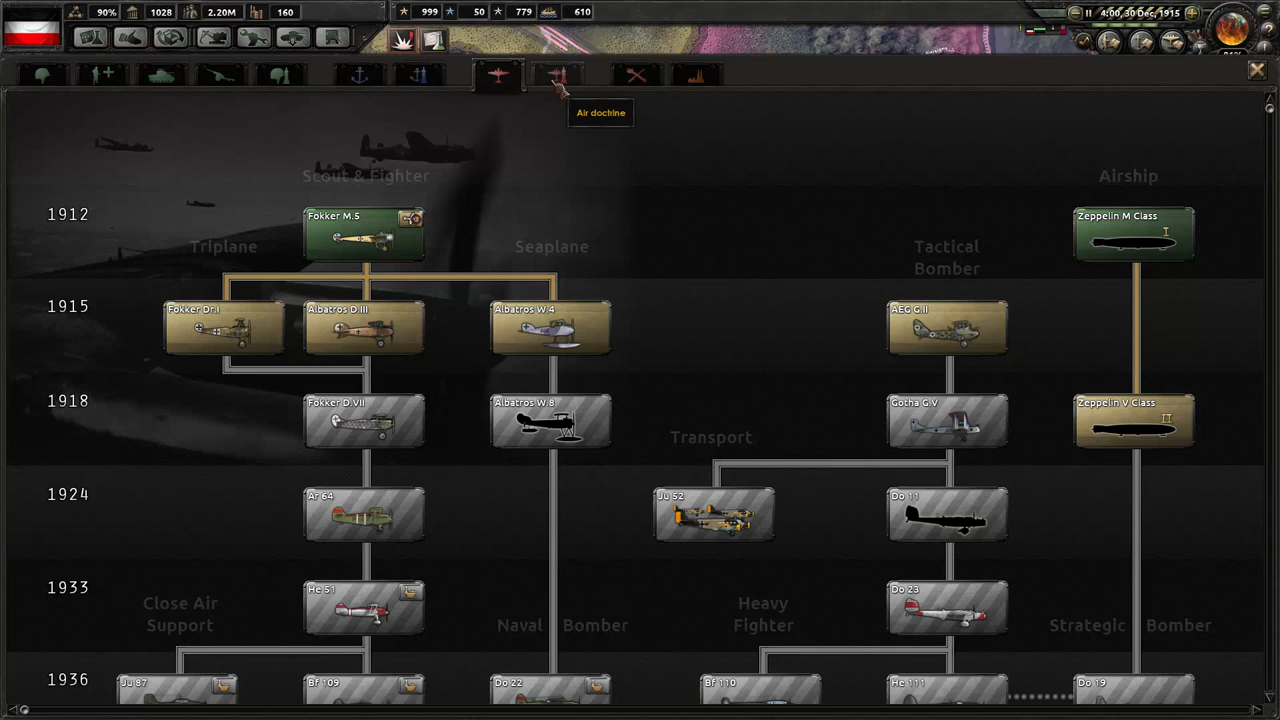 90% 1028 2.20M 160 999 50 779 610 4:00, 30 Dec, 1915
Air doctrine
Scout & Fighter Airship
1912 Fokker M.5 Zeppelin M Class
I
Triplane Seaplane Tactical
Bomber
1915 Fokker Dr.I Albatros D.III Albatros W.4 AEG G.II
1918 Fokker D.VII Albatros W.8 Gotha G.V Zeppelin V Class
II
Transport
1924 Ar 64 Ju 52 Do 11
1933 He 51 Do 23
Close Air
Support Naval Bomber Heavy
Fighter Strategic Bomber
1936 Ju 87 Bf 109 Do 22 Bf 110 He 111 Do 19